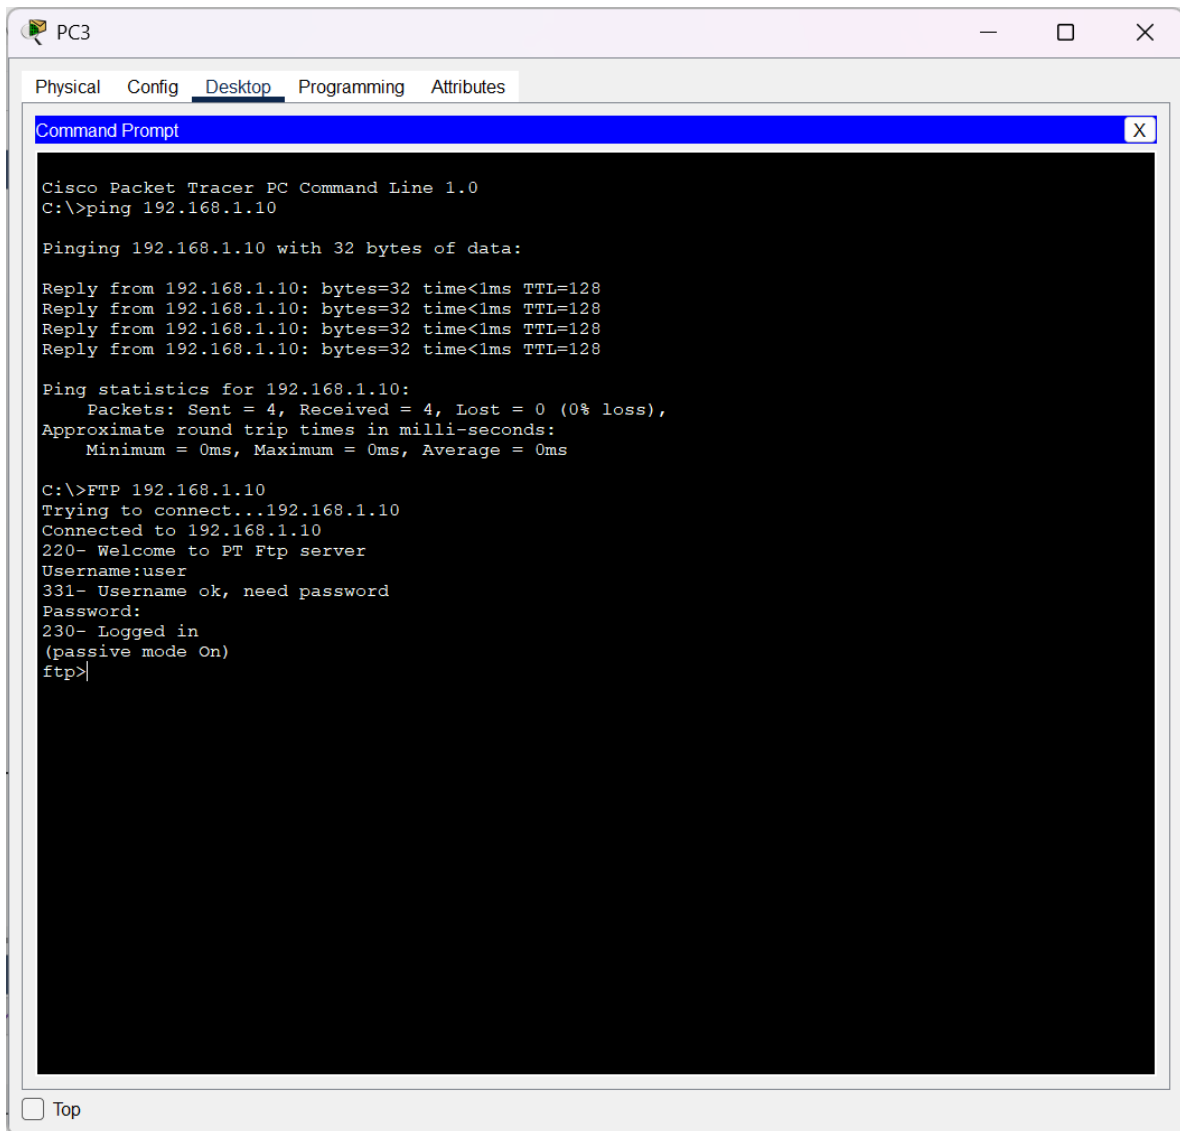 PC3
Physical Config Desktop Programming Attributes
Command Prompt
X
Cisco Packet Tracer PC Command Line 1.0
C:\>ping 192.168.1.10
Pinging 192.168.1.10 with 32 bytes of data:
Reply from 192.168.1.10: bytes=32 time<1ms TTL=128
Reply from 192.168.1.10: bytes=32 time<1ms TTL=128
Reply from 192.168.1.10: bytes=32 time<1ms TTL=128
Reply from 192.168.1.10: bytes=32 time<1ms TTL=128
Ping statistics for 192.168.1.10:
    Packets: Sent = 4, Received = 4, Lost = 0 (0% loss),
Approximate round trip times in milli-seconds:
    Minimum = 0ms, Maximum = 0ms, Average = 0ms
C:\>FTP 192.168.1.10
Trying to connect...192.168.1.10
Connected to 192.168.1.10
220- Welcome to PT Ftp server
Username:user
331- Username ok, need password
Password:
230- Logged in
(passive mode On)
ftp>
Top